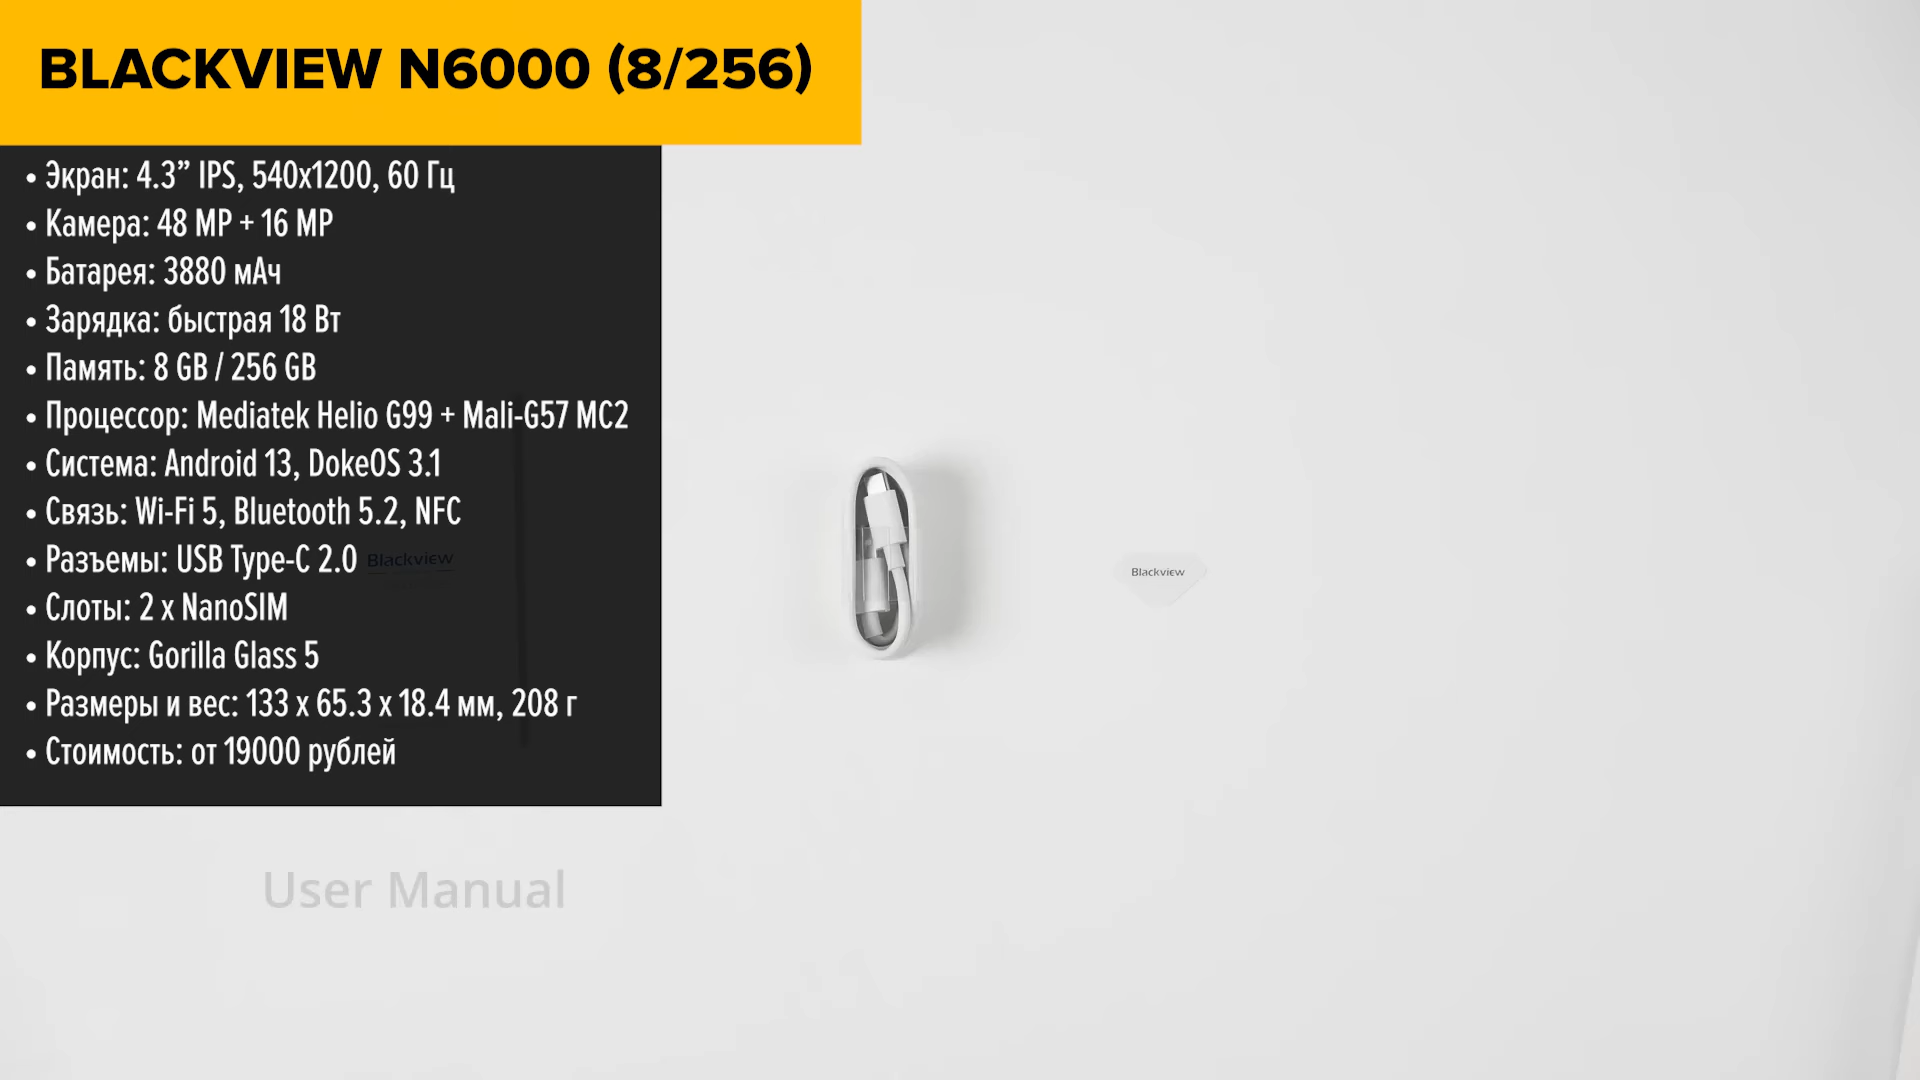 BLACKVIEW N6000 (8/256)
• Экран: 4.3” IPS, 540x1200, 60 Гц
• Камера: 48 MP + 16 MP
• Батарея: 3880 мАч
• Зарядка: быстрая 18 Вт
• Память: 8 GB / 256 GB
• Процессор: Mediatek Helio G99 + Mali-G57 MC2
• Система: Android 13, DokeOS 3.1
• Связь: Wi-Fi 5, Bluetooth 5.2, NFC
• Разъемы: USB Type-C 2.0
Blackview
Blackview
• Слоты: 2 x NanoSIM
• Корпус: Gorilla Glass 5
• Размеры и вес: 133 x 65.3 x 18.4 мм, 208 г
• Стоимость: от 19000 рублей
User Manual